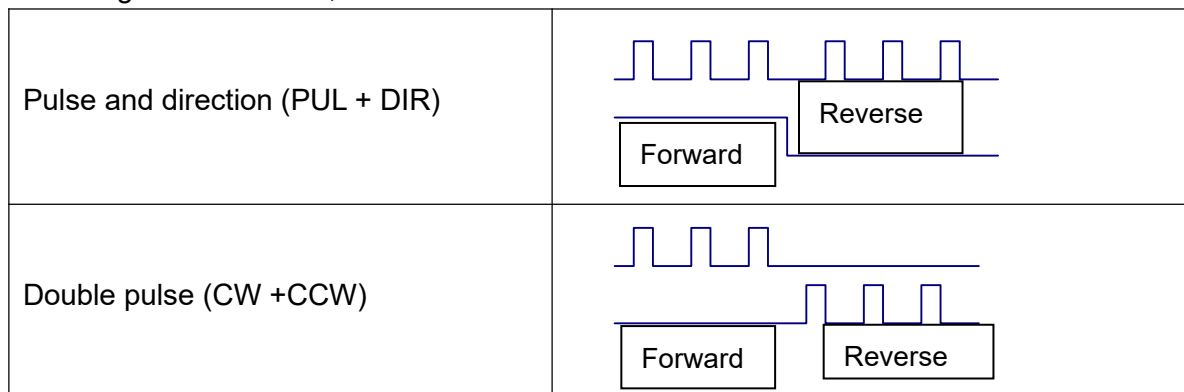 Pulse and direction (PUL + DIR)
Reverse
Forward
Double pulse (CW +CCW)
Forward
Reverse